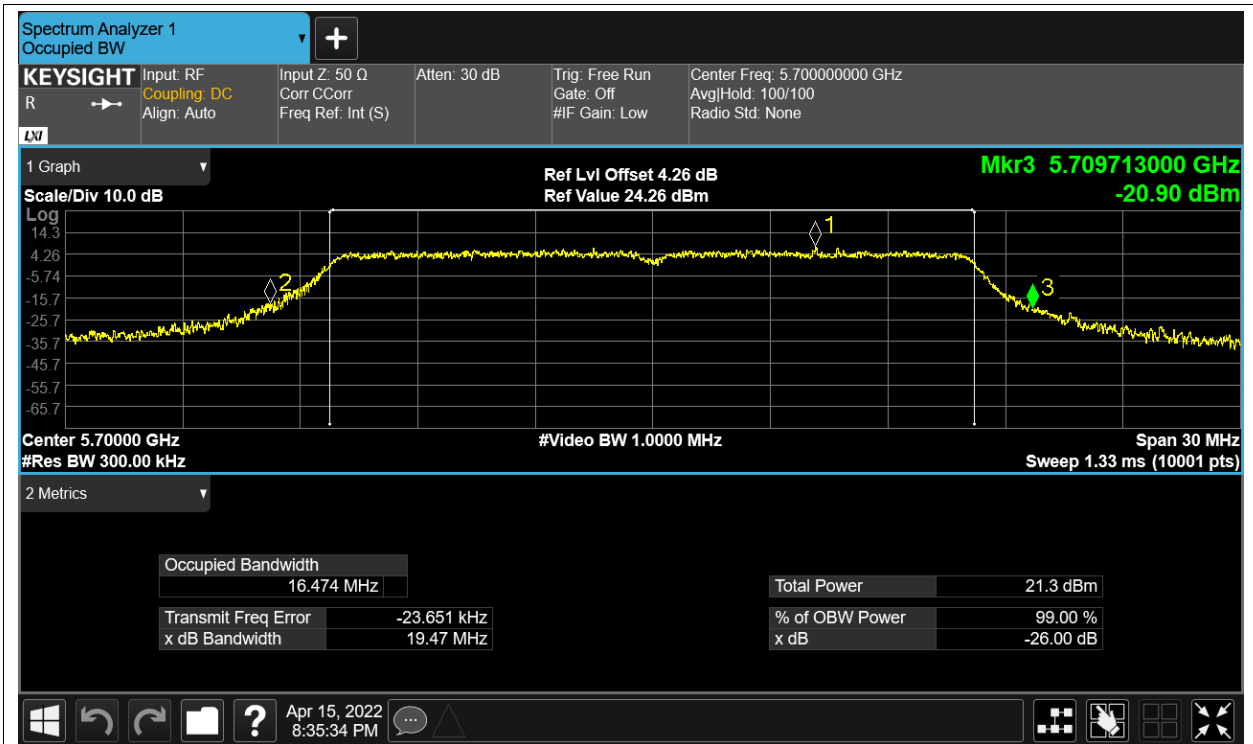 Spectrum Analyzer 1
Occupied BW
+
KEYSIGHT
R
LXI
Input: RF
Coupling: DC
Align: Auto
Input Z: 50 Ω
Corr CCorr
Freq Ref: Int (S)
Atten: 30 dB
Trig: Free Run
Gate: Off
#IF Gain: Low
Center Freq: 5.700000000 GHz
Avg|Hold: 100/100
Radio Std: None
1 Graph
Scale/Div 10.0 dB
Ref Lvl Offset 4.26 dB
Ref Value 24.26 dBm
Mkr3 5.709713000 GHz
-20.90 dBm
Log
14.3
4.26
-5.74
-15.7
-25.7
-35.7
-45.7
-55.7
-65.7
1
2
3
Center 5.70000 GHz
#Res BW 300.00 kHz
#Video BW 1.0000 MHz
Span 30 MHz
Sweep 1.33 ms (10001 pts)
2 Metrics
Occupied Bandwidth
16.474 MHz
Transmit Freq Error -23.651 kHz
x dB Bandwidth 19.47 MHz
Total Power 21.3 dBm
% of OBW Power 99.00 %
x dB -26.00 dB
?
Apr 15, 2022
8:35:34 PM